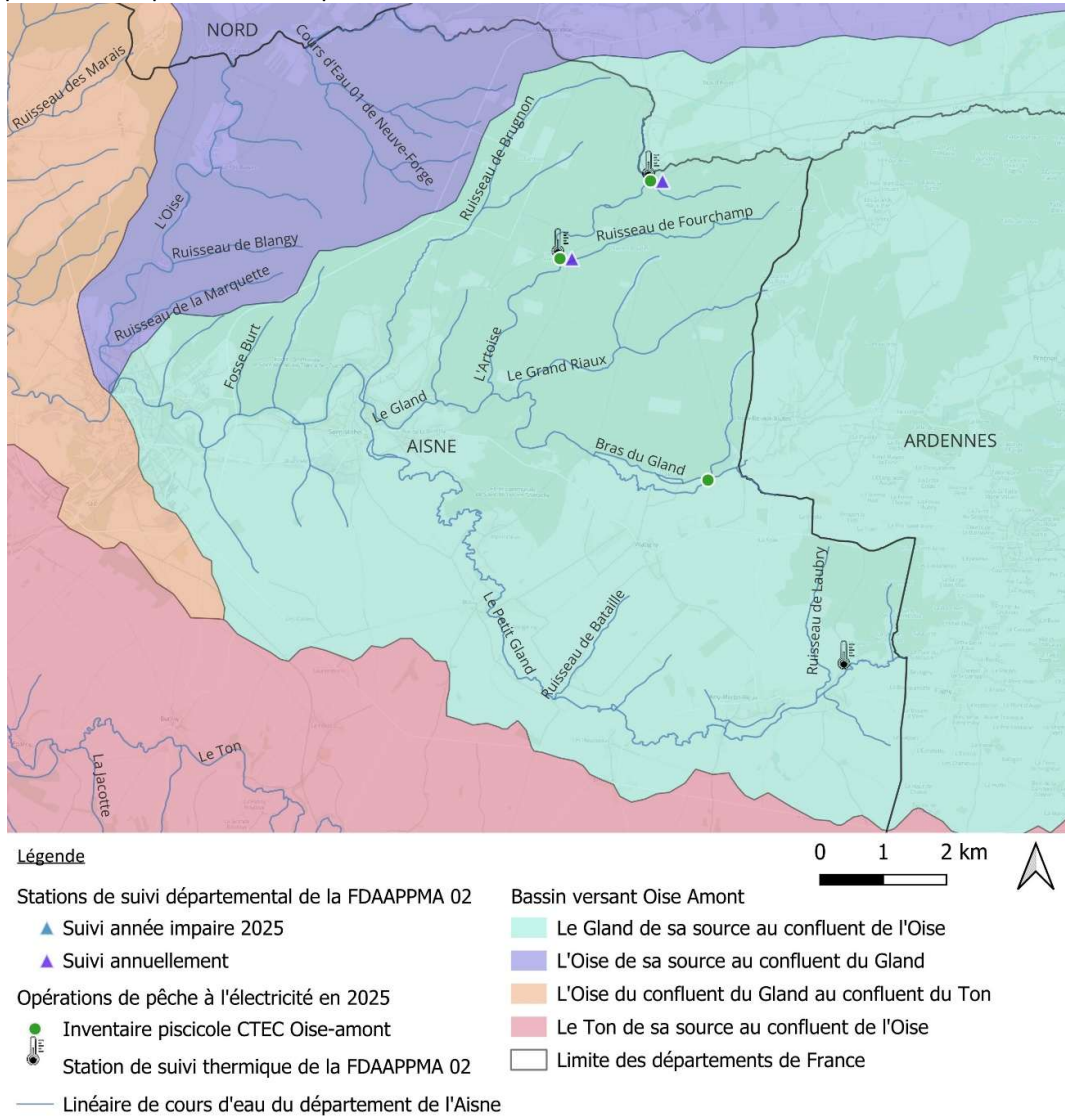 NORD
Cours d'Eau 01 de Neuve-Forge
Ruisseau des Marais
Ruisseau de Brugnon
L'Oise
Ruisseau de Fourchamp
Ruisseau de Blangy
Ruisseau de la Marquette
Fosse Burt
L'Artoise
Le Grand Riaux
Le Gland
AISNE
ARDENNES
Bras du Gland
Ruisseau de Laubry
Le Petit Gland
Ruisseau de Bataille
Le Ton
La Jacotte
Légende
0 1 2 km
Stations de suivi départemental de la FDAAPPMA 02
Suivi année impaire 2025
Suivi annuellement
Opérations de pêche à l'électricité en 2025
Inventaire piscicole CTEC Oise-amont
Station de suivi thermique de la FDAAPPMA 02
Linéaire de cours d'eau du département de l'Aisne
Bassin versant Oise Amont
Le Gland de sa source au confluent de l'Oise
L'Oise de sa source au confluent du Gland
L'Oise du confluent du Gland au confluent du Ton
Le Ton de sa source au confluent de l'Oise
Limite des départements de France